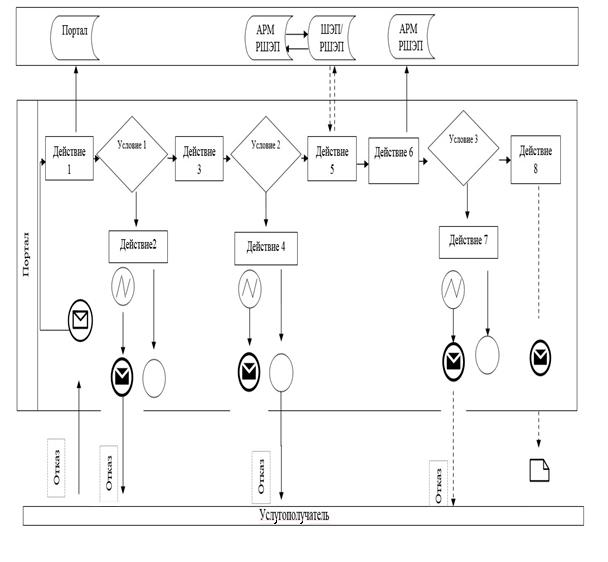 Портал
АРМ
РШЭП
ШЭП/
РШЭП
АРМ
РШЭП
Портал
Действие
1
Условие 1
Действие
3
Условие 2
Действие
5
Действие 6
Условие 3
Действие
8
Действие2
Действие 4
Действие 7
Отказ
Отказ
Отказ
Отказ
Услугополучатель